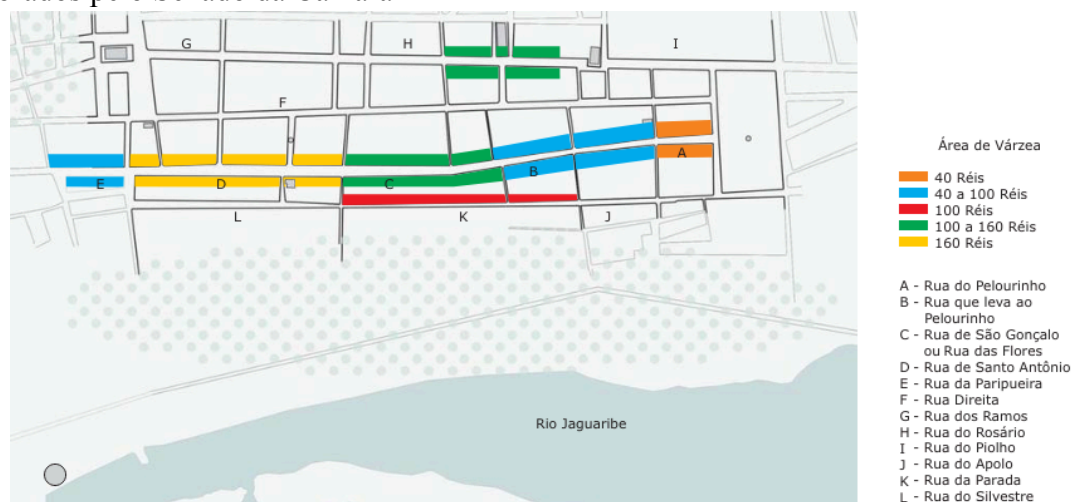 G
H
I
F
A
B
E
D
C
L
K
J
Rio Jaguaribe
Área de Várzea
40 Réis
40 a 100 Réis
100 Réis
100 a 160 Réis
160 Réis
A - Rua do Pelourinho
B - Rua que leva ao
Pelourinho
C - Rua de São Gonçalo
ou Rua das Flores
D - Rua de Santo Antônio
E - Rua da Paripueira
F - Rua Direita
G - Rua dos Ramos
H - Rua do Rosário
I - Rua do Piolho
J - Rua do Apolo
K - Rua da Parada
L - Rua do Silvestre